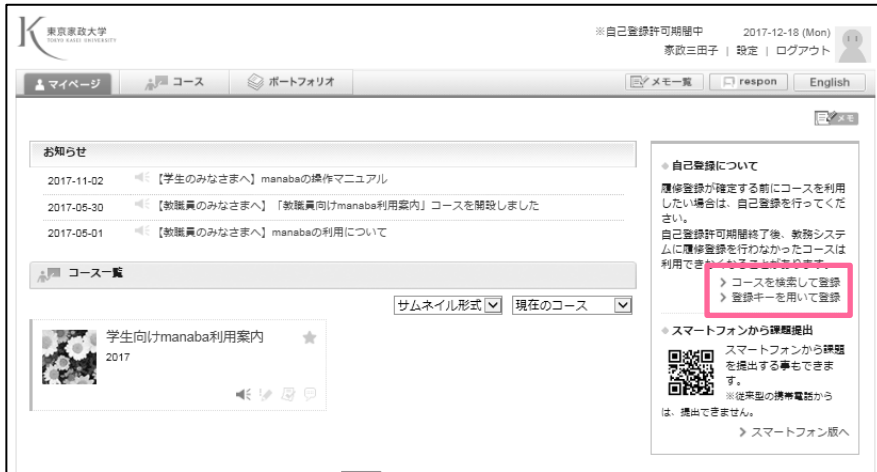 東京家政大学
TOKYO KASEI UNIVERSITY
※自己登録許可期間中 2017-12-18 (Mon)
家政三田子 | 設定 | ログアウト
マイページ コース ポートフォリオ メモ一覧 respon English
メモ
お知らせ
2017-11-02 【学生のみなさまへ】manabaの操作マニュアル
2017-05-30 【教職員のみなさまへ】「教職員向けmanaba利用案内」コースを開設しました
2017-05-01 【教職員のみなさまへ】manabaの利用について
コース一覧
サムネイル形式 現在のコース
学生向けmanaba利用案内
2017
自己登録について
履修登録が確定する前にコースを利用
したい場合は、自己登録を行ってくだ
さい。
自己登録許可期間終了後、教務システ
ムに履修登録を行わなかったコースは
利用できなくなることがあります。
コースを検索して登録
登録キーを用いて登録
スマートフォンから課題提出
スマートフォンから課題
を提出する事もできま
す。
※従来型の携帯電話から
は、提出できません。
スマートフォン版へ